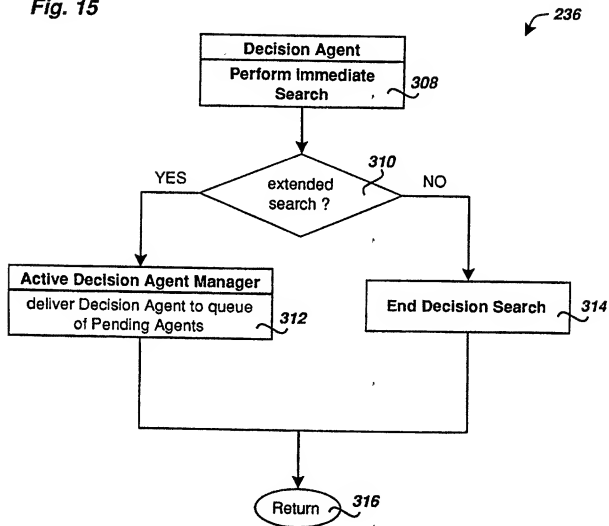 Fig. 15
236
Decision Agent
Perform Immediate
Search
308
310
YES
extended
search ?
NO
Active Decision Agent Manager
deliver Decision Agent to queue
of Pending Agents
312
End Decision Search
314
Return
316